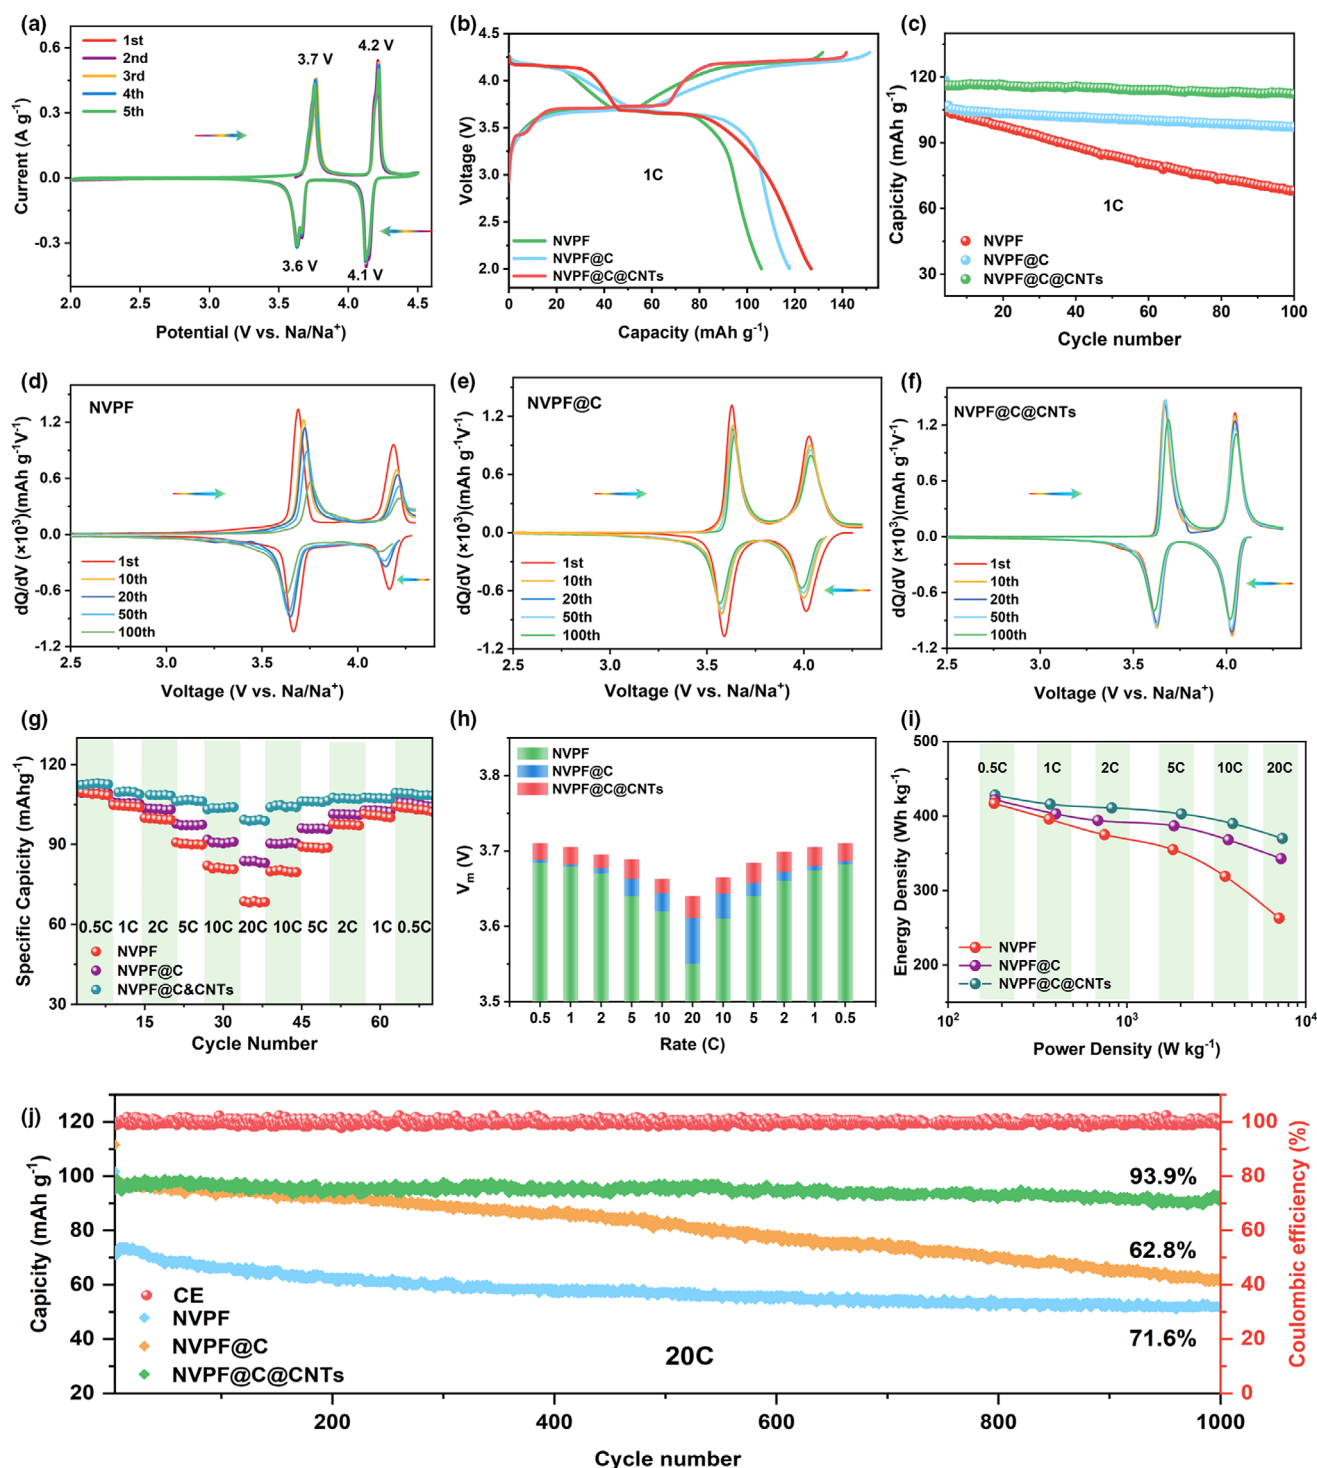 (a)
0.6
0.3
0.0
-0.3
Current (A g-1)
1st
2nd
3rd
4th
5th
3.7 V
4.2 V
3.6 V
4.1 V
2.0 2.5 3.0 3.5 4.0 4.5
Potential (V vs. Na/Na+)
(b)
4.5
4.0
3.5
3.0
2.5
2.0
Voltage (V)
1C
NVPF
NVPF@C
NVPF@C@CNTs
0 20 40 60 80 100 120 140
Capacity (mAh g-1)
(c)
120
90
60
30
Capicity (mAh g-1)
1C
NVPF
NVPF@C
NVPF@C@CNTs
20 40 60 80 100
Cycle number
(d)
NVPF
1.2
0.6
0.0
-0.6
-1.2
dQ/dV (×10³)(mAh g-1V-1)
1st
10th
20th
50th
100th
2.5 3.0 3.5 4.0
Voltage (V vs. Na/Na+)
(e)
NVPF@C
1.2
0.6
0.0
-0.6
-1.2
dQ/dV (×10³)(mAh g-1V-1)
1st
10th
20th
50th
100th
2.5 3.0 3.5 4.0
Voltage (V vs. Na/Na+)
(f)
NVPF@C@CNTs
1.2
0.6
0.0
-0.6
-1.2
dQ/dV (×10³)(mAh g-1V-1)
1st
10th
20th
50th
100th
2.5 3.0 3.5 4.0
Voltage (V vs. Na/Na+)
(g)
120
90
60
30
Specific Capicity (mAhg-1)
0.5C 1C 2C 5C 10C 20C 10C 5C 2C 1C 0.5C
NVPF
NVPF@C
NVPF@C&CNTs
15 30 45 60
Cycle Number
(h)
3.8
3.7
3.6
3.5
Vm (V)
NVPF
NVPF@C
NVPF@C@CNTs
0.5 1 2 5 10 20 10 5 2 1 0.5
Rate (C)
(i)
500
400
300
200
Energy Density (Wh kg-1)
0.5C 1C 2C 5C 10C 20C
NVPF
NVPF@C
NVPF@C@CNTs
10² 10³ 10⁴
Power Density (W kg-1)
(j)
120
100
80
60
40
20
Capicity (mAh g-1)
93.9%
62.8%
71.6%
CE
NVPF
NVPF@C
NVPF@C@CNTs
20C
100
80
60
40
20
0
Coulombic efficiency (%)
200 400 600 800 1000
Cycle number